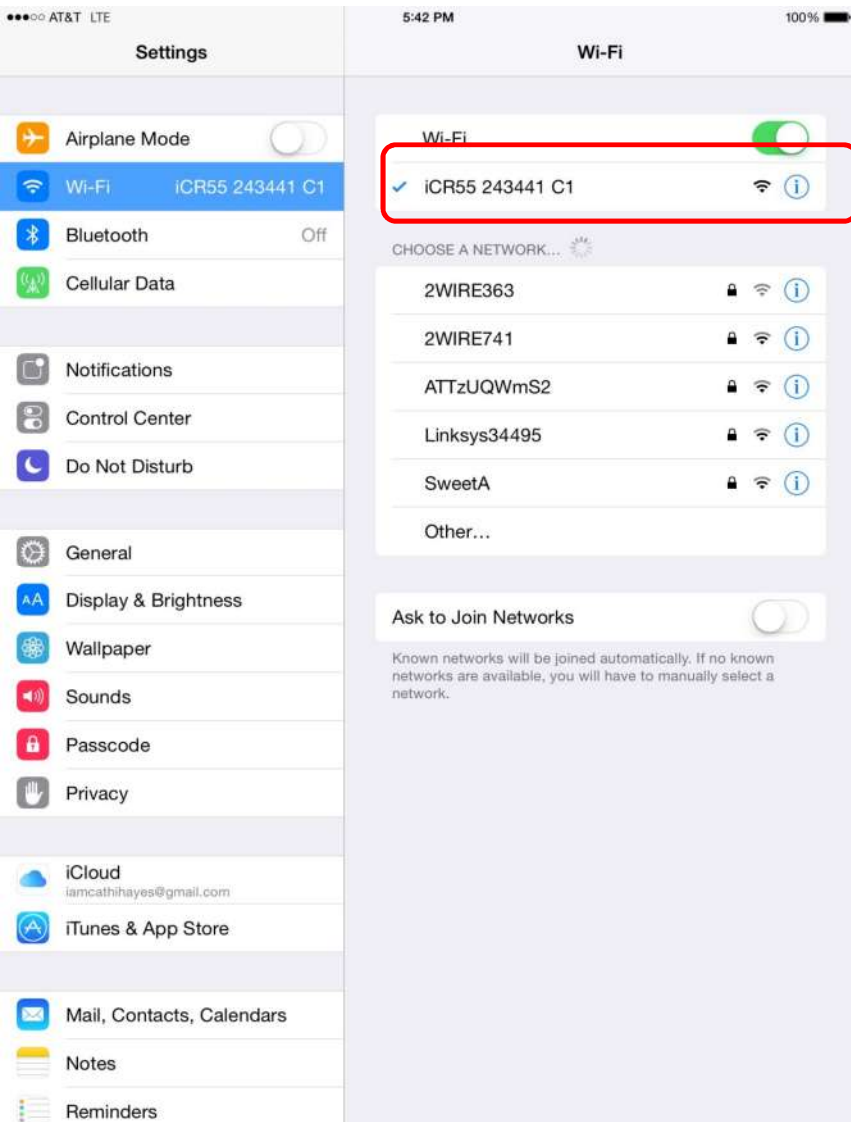 AT&T LTE
5:42 PM
100%
Settings
Wi-Fi
Airplane Mode
Wi-Fi iCR55 243441 C1
Bluetooth Off
Cellular Data
Notifications
Control Center
Do Not Disturb
General
AA Display & Brightness
Wallpaper
Sounds
Passcode
Privacy
iCloud
iamcathihayes@gmail.com
iTunes & App Store
Mail, Contacts, Calendars
Notes
Reminders
Wi-Fi
iCR55 243441 C1
CHOOSE A NETWORK...
2WIRE363
2WIRE741
ATTzUQWmS2
Linksys34495
SweetA
Other...
Ask to Join Networks
Known networks will be joined automatically. If no known
networks are available, you will have to manually select a
network.